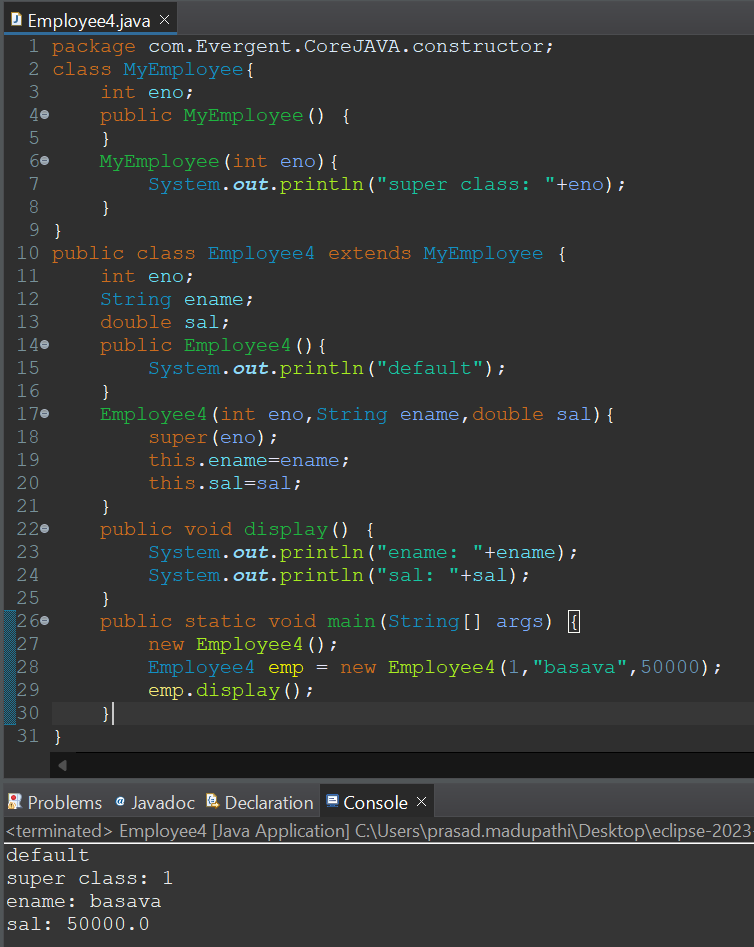 Employee4.java
1 package com.Evergent.CoreJAVA.constructor;
2 class MyEmployee{
3     int eno;
4     public MyEmployee() {
5     }
6     MyEmployee(int eno){
7         System.out.println("super class: "+eno);
8     }
9 }
10 public class Employee4 extends MyEmployee {
11     int eno;
12     String ename;
13     double sal;
14     public Employee4(){
15         System.out.println("default");
16     }
17     Employee4(int eno,String ename,double sal){
18         super(eno);
19         this.ename=ename;
20         this.sal=sal;
21     }
22     public void display() {
23         System.out.println("ename: "+ename);
24         System.out.println("sal: "+sal);
25     }
26     public static void main(String[] args) {
27         new Employee4();
28         Employee4 emp = new Employee4(1,"basava",50000);
29         emp.display();
30     }
31 }
Problems @ Javadoc Declaration Console
<terminated> Employee4 [Java Application] C:\Users\prasad.madupathi\Desktop\eclipse-2023-
default
super class: 1
ename: basava
sal: 50000.0